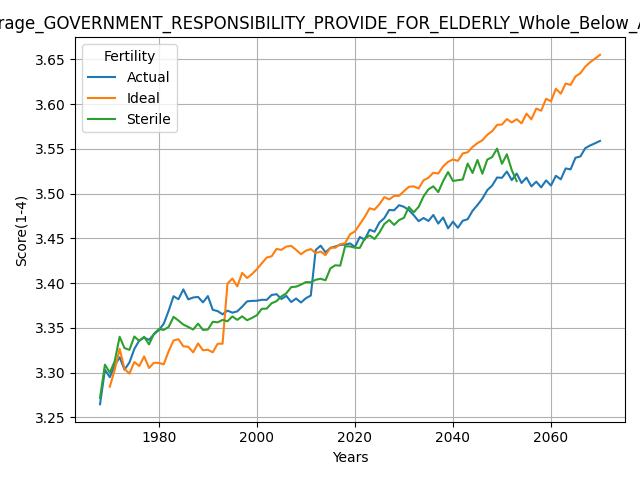 rage_GOVERNMENT_RESPONSIBILITY_PROVIDE_FOR_ELDERLY_Whole_Below_A
Fertility
Actual
Ideal
Sterile
Score(1-4)
3.65
3.60
3.55
3.50
3.45
3.40
3.35
3.30
3.25
1980
2000
2020
2040
2060
Years